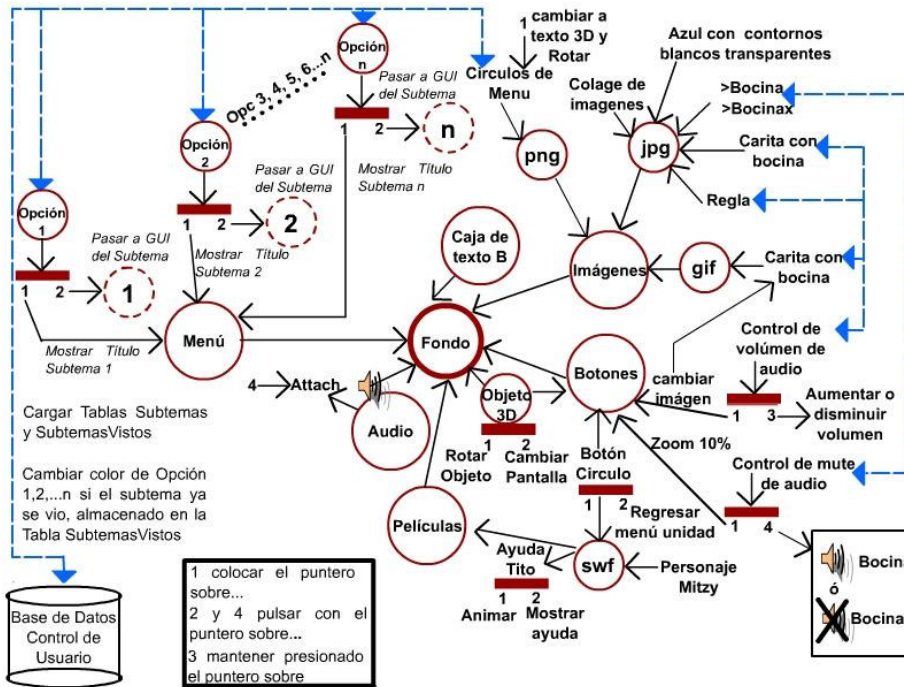 Opción
1
Pasar a GUI
del Subtema
1
2
1
Mostrar Título
Subtema 1
Opción
2
Pasar a GUI
del Subtema
1
2
2
Mostrar Título
Subtema 2
Opc 3, 4, 5, 6...n
Opción
n
Pasar a GUI
del Subtema
1
2
n
Mostrar Título
Subtema n
Menú
1
cambiar a
texto 3D y
Rotar
Circulos de
Menu
png
Azul con contornos
blancos transparentes
Colage de
imagenes
>Bocina
>Bocinax
jpg
Carita con
bocina
Regla
Caja de
texto B
Imágenes
gif
Carita con
bocina
Fondo
Botones
cambiar
imágen
Control de
volúmen de
audio
1
3
Aumentar o
disminuir
volumen
Zoom 10%
Control de mute
de audio
1
4
4
Attach
Audio
Objeto
3D
1
2
Rotar
Objeto
Cambiar
Pantalla
Botón
Circulo
1
2
Regresar
menú unidad
Películas
swf
Personaje
Mitzy
Ayuda
Tito
1
2
Animar
Mostrar
ayuda
Cargar Tablas Subtemas
y SubtemasVistos
Cambiar color de Opción
1,2,...n si el subtema ya
se vio, almacenado en la
Tabla SubtemasVistos
Base de Datos
Control de
Usuario
1 colocar el puntero
sobre...
2 y 4 pulsar con el
puntero sobre...
3 mantener presionado
el puntero sobre
Bocina
ó